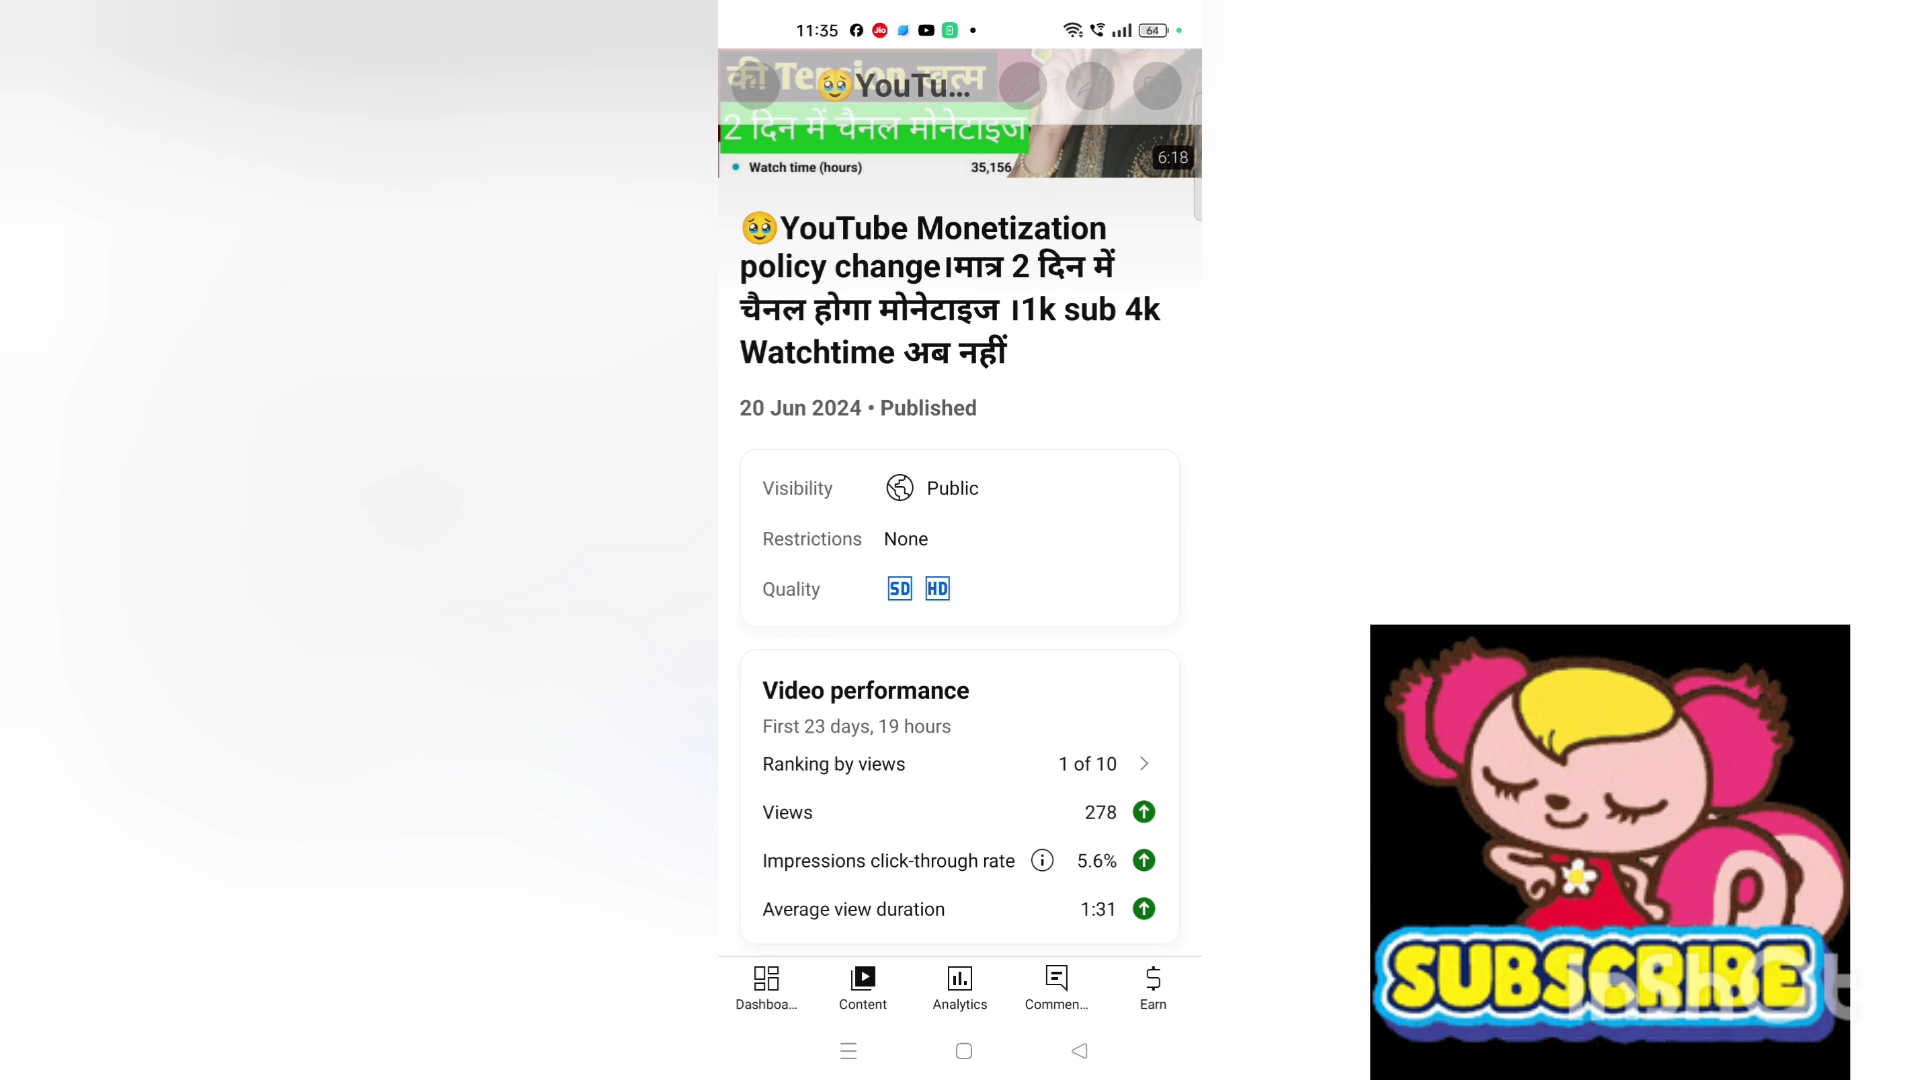 11:35
64
की Tension खत्म
🥹YouTu...
2 दिन में चैनल मोनेटाइज
Watch time (hours) 35,156
6:18
🥹YouTube Monetization
policy change।मात्र 2 दिन में
चैनल होगा मोनेटाइज ।1k sub 4k
Watchtime अब नहीं
20 Jun 2024 • Published
Visibility Public
Restrictions None
Quality SD HD
Video performance
First 23 days, 19 hours
Ranking by views 1 of 10
Views 278
Impressions click-through rate 5.6%
Average view duration 1:31
Dashboa... Content Analytics Commen... Earn
SUBSCRIBE
InShOt